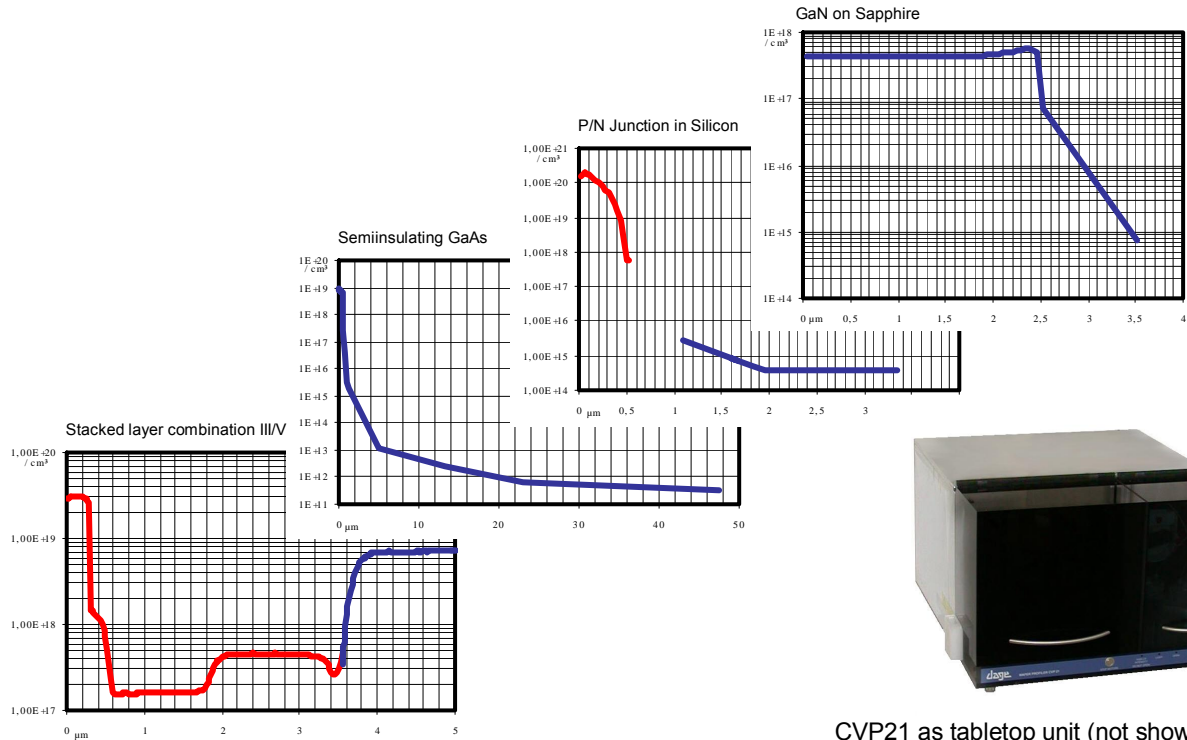 GaN on Sapphire
1E+18
/ cm³
1E+17
1E+16
1E+15
1E+14
0 µm 0,5 1 1,5 2 2,5 3 3,5 4
P/N Junction in Silicon
1,00E+21
/ cm³
1,00E+20
1,00E+19
1,00E+18
1,00E+17
1,00E+16
1,00E+15
1,00E+14
0 µm 0,5 1 2 2,5 3
Semiinsulating GaAs
1E+20
/ cm³
1E+19
1E+18
1E+17
1E+16
1E+15
1E+14
1E+13
1E+12
1E+11
0 µm 10 20 30 40 50
Stacked layer combination III/V
1,00E+20
/ cm³
1,00E+19
1,00E+18
1,00E+17
0 µm 1 2 3 4 5
dage
CVP21 as tabletop unit (not show